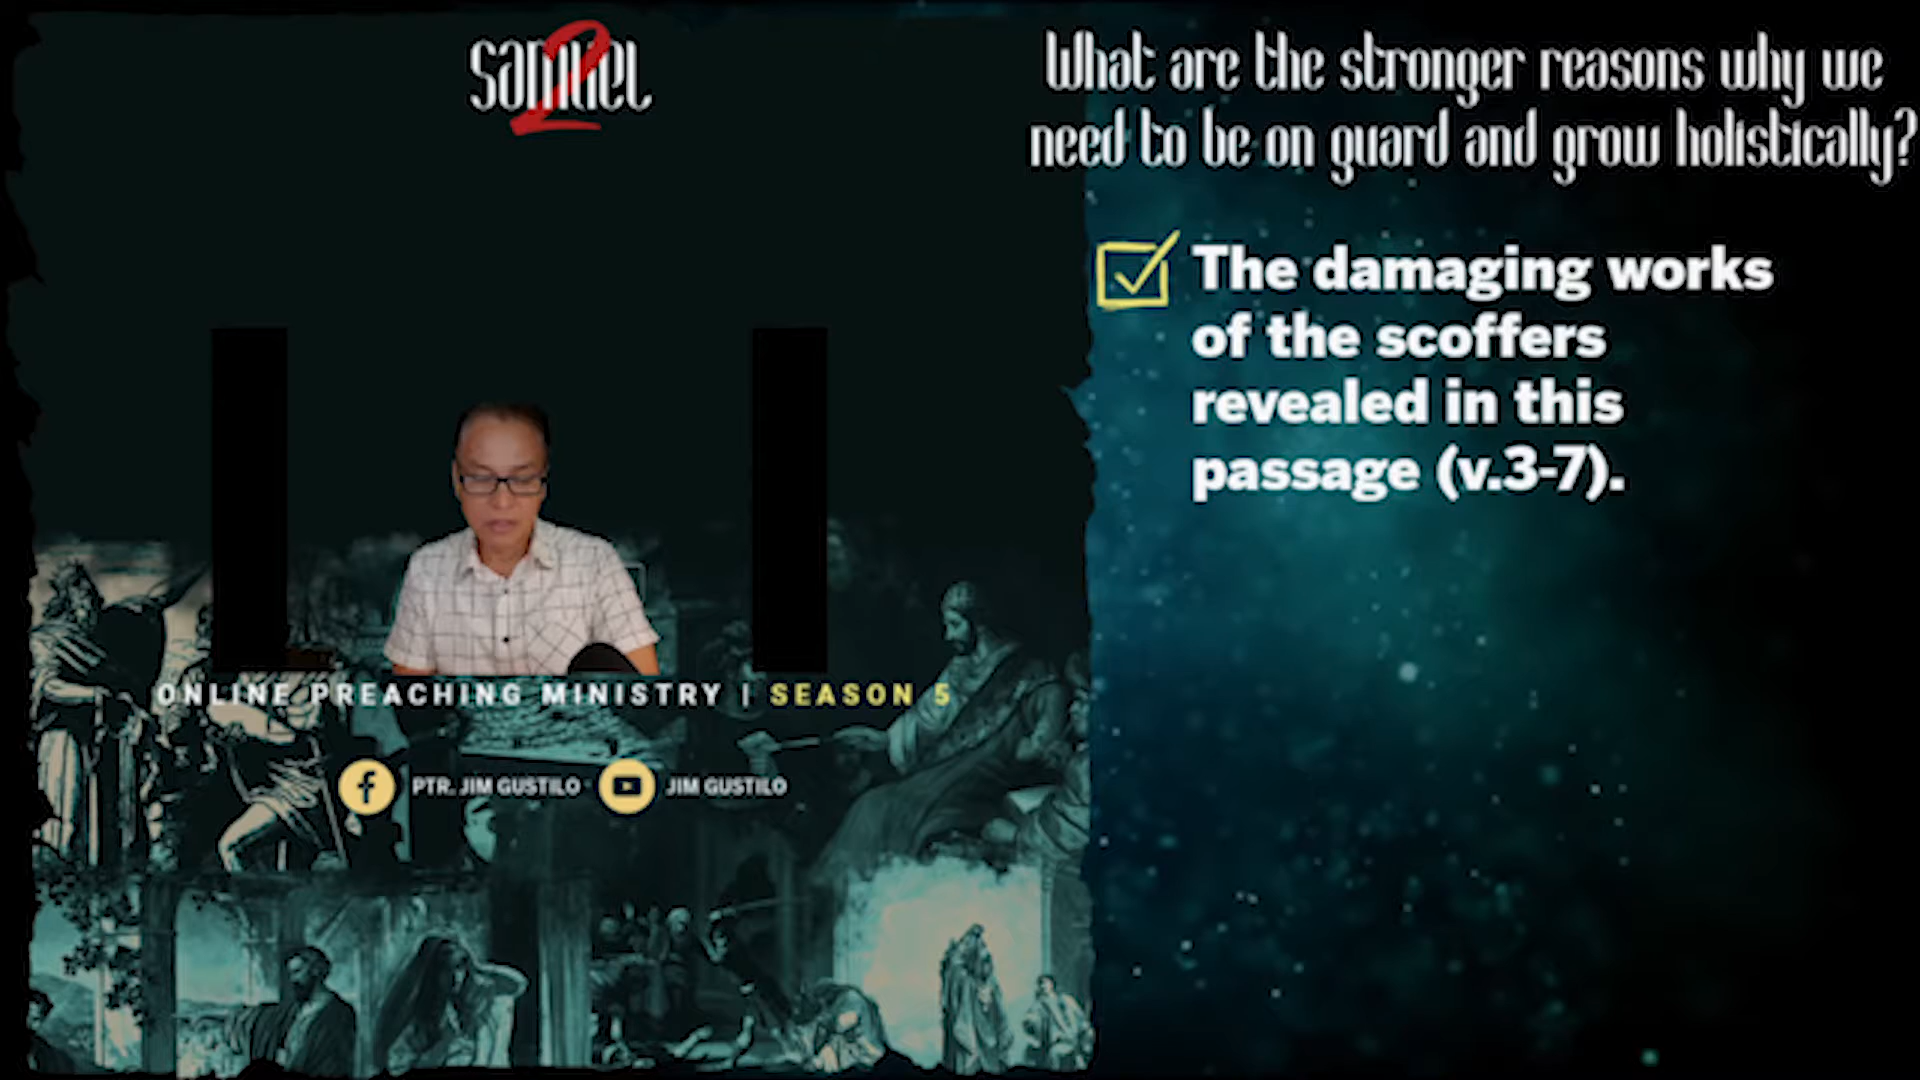 Samuel
2
ONLINE PREACHING MINISTRY | SEASON 5
PTR. JIM GUSTILO
JIM GUSTILO
What are the stronger reasons why we
need to be on guard and grow holistically?
The damaging works
of the scoffers
revealed in this
passage (v.3-7).